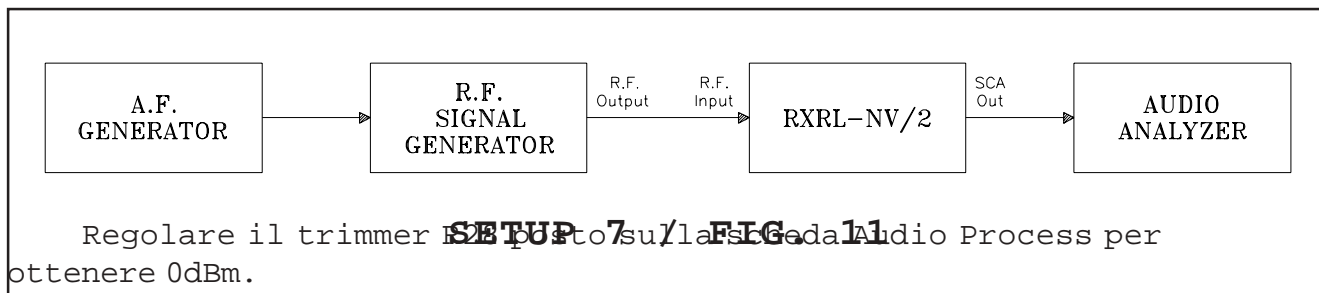 A.F.
GENERATOR
R.F.
SIGNAL
GENERATOR
R.F.
Output
R.F.
Input
RXRL-NV/2
SCA
Out
AUDIO
ANALYZER
SETUP 7 / FIG. 11
Regolare il trimmer posto sulla scheda Audio Process per
ottenere 0dBm.